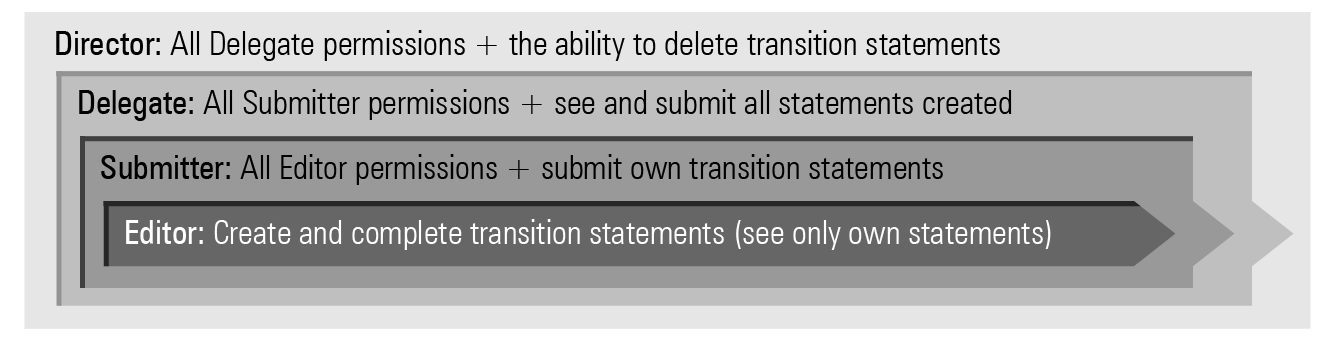 Director: All Delegate permissions + the ability to delete transition statements
Delegate: All Submitter permissions + see and submit all statements created
Submitter: All Editor permissions + submit own transition statements
Editor: Create and complete transition statements (see only own statements)